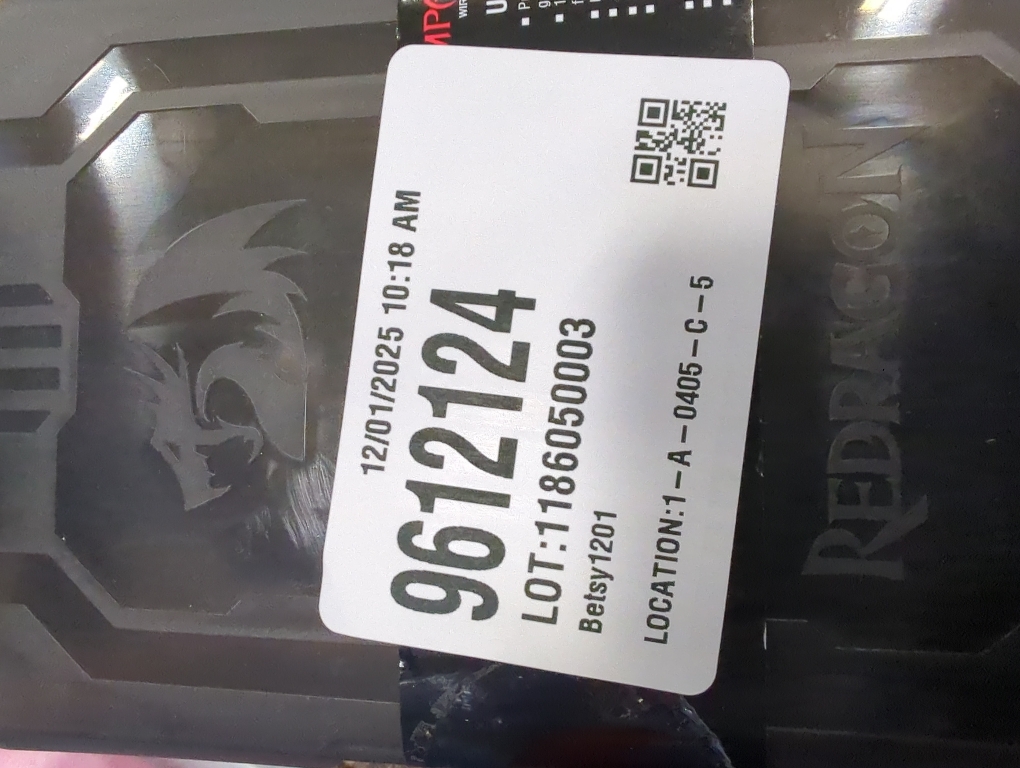 12/01/2025 10:18 AM
9612124
LOT:1186050003
Betsy1201
LOCATION:1-A-0405-C-5
REDRAGON